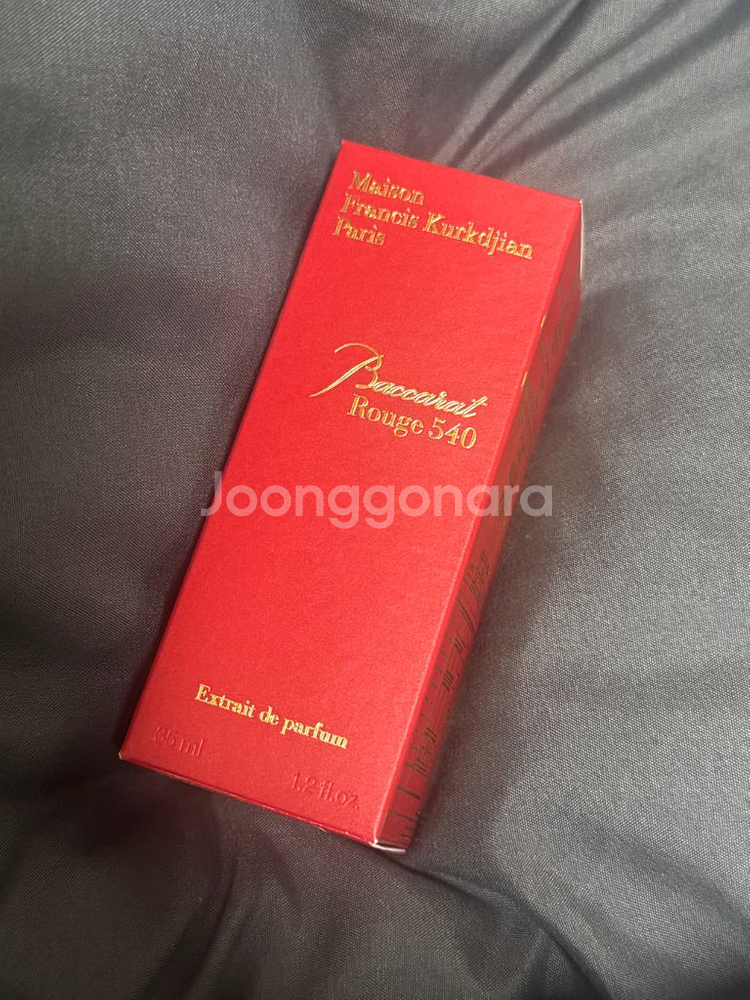 Maison
Francis Kurkdjian
Paris
Baccarat
Rouge 540
Joonggonara
Extrait de parfum
35 ml
1.2 fl.oz.